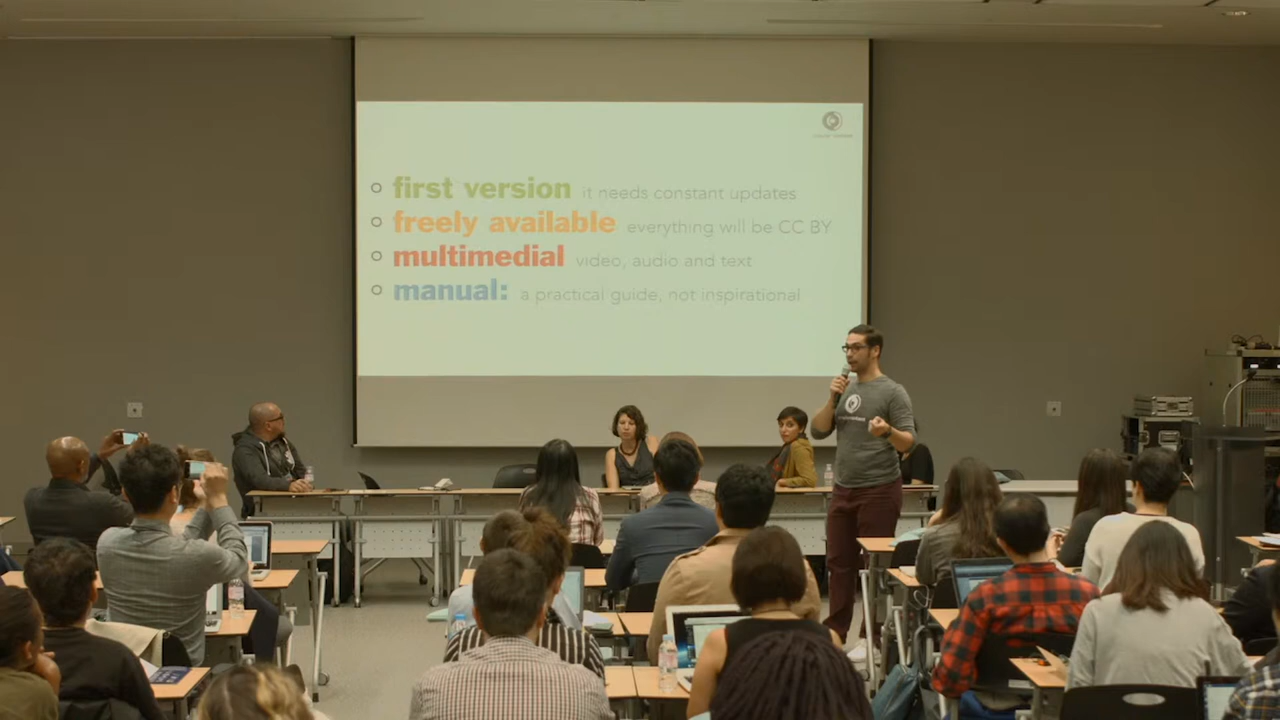 first version it needs constant updates
freely available everything will be CC BY
multimedial video, audio and text
manual: a practical guide, not inspirational